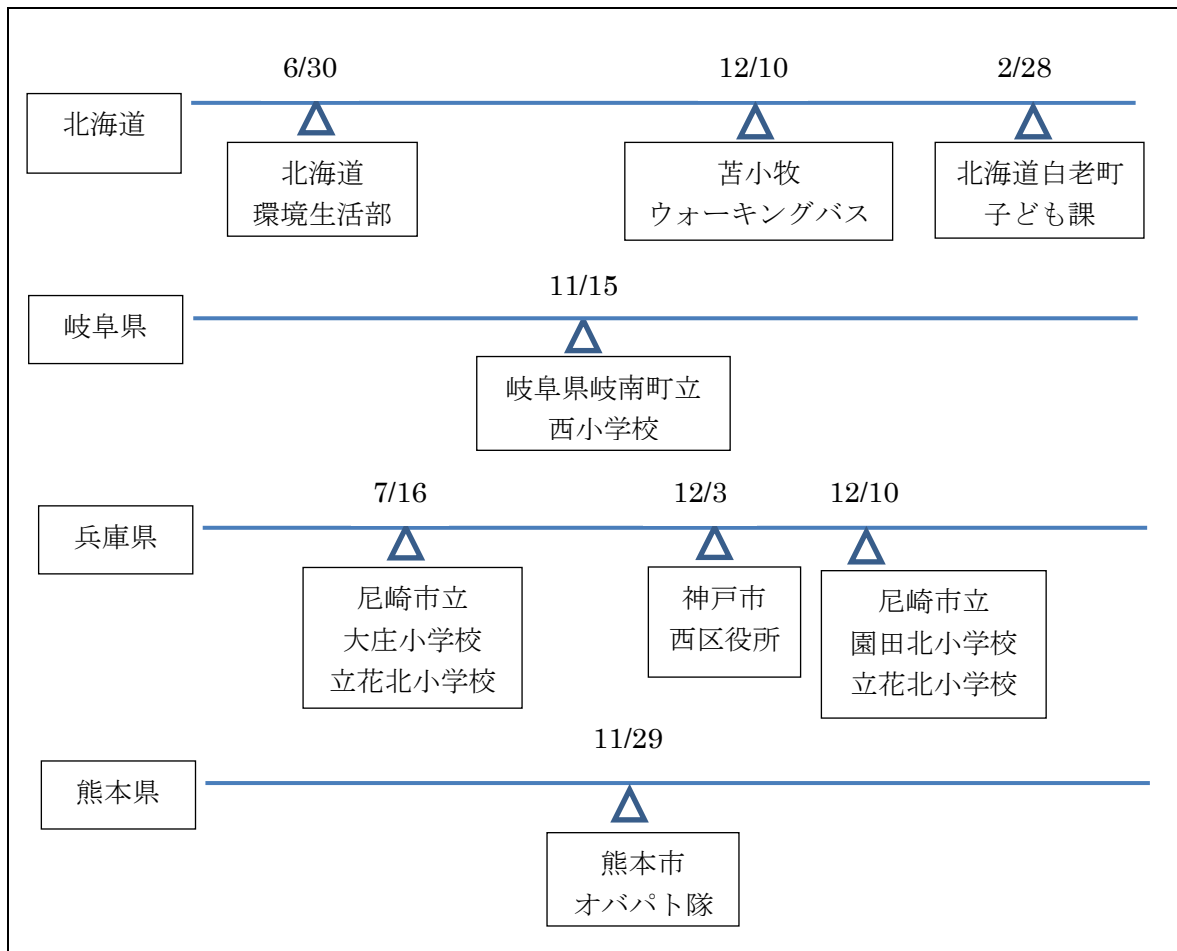 6/30
12/10
2/28
北海道
北海道
環境生活部
苫小牧
ウォーキングバス
北海道白老町
子ども課
11/15
岐阜県
岐阜県岐南町立
西小学校
7/16
12/3
12/10
兵庫県
尼崎市立
大庄小学校
立花北小学校
神戸市
西区役所
尼崎市立
園田北小学校
立花北小学校
11/29
熊本県
熊本市
オバパト隊